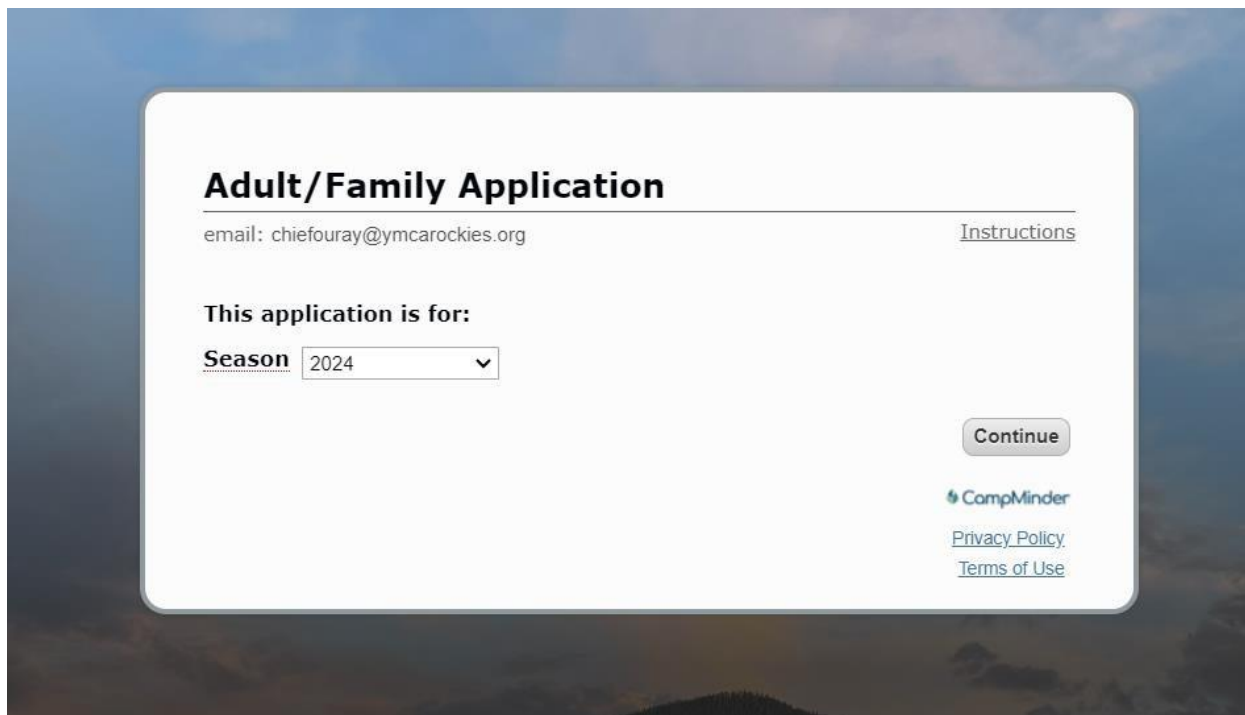 Adult/Family Application
email: chiefouray@ymcarockies.org Instructions
This application is for:
Season 2024
Continue
CampMinder
Privacy Policy
Terms of Use